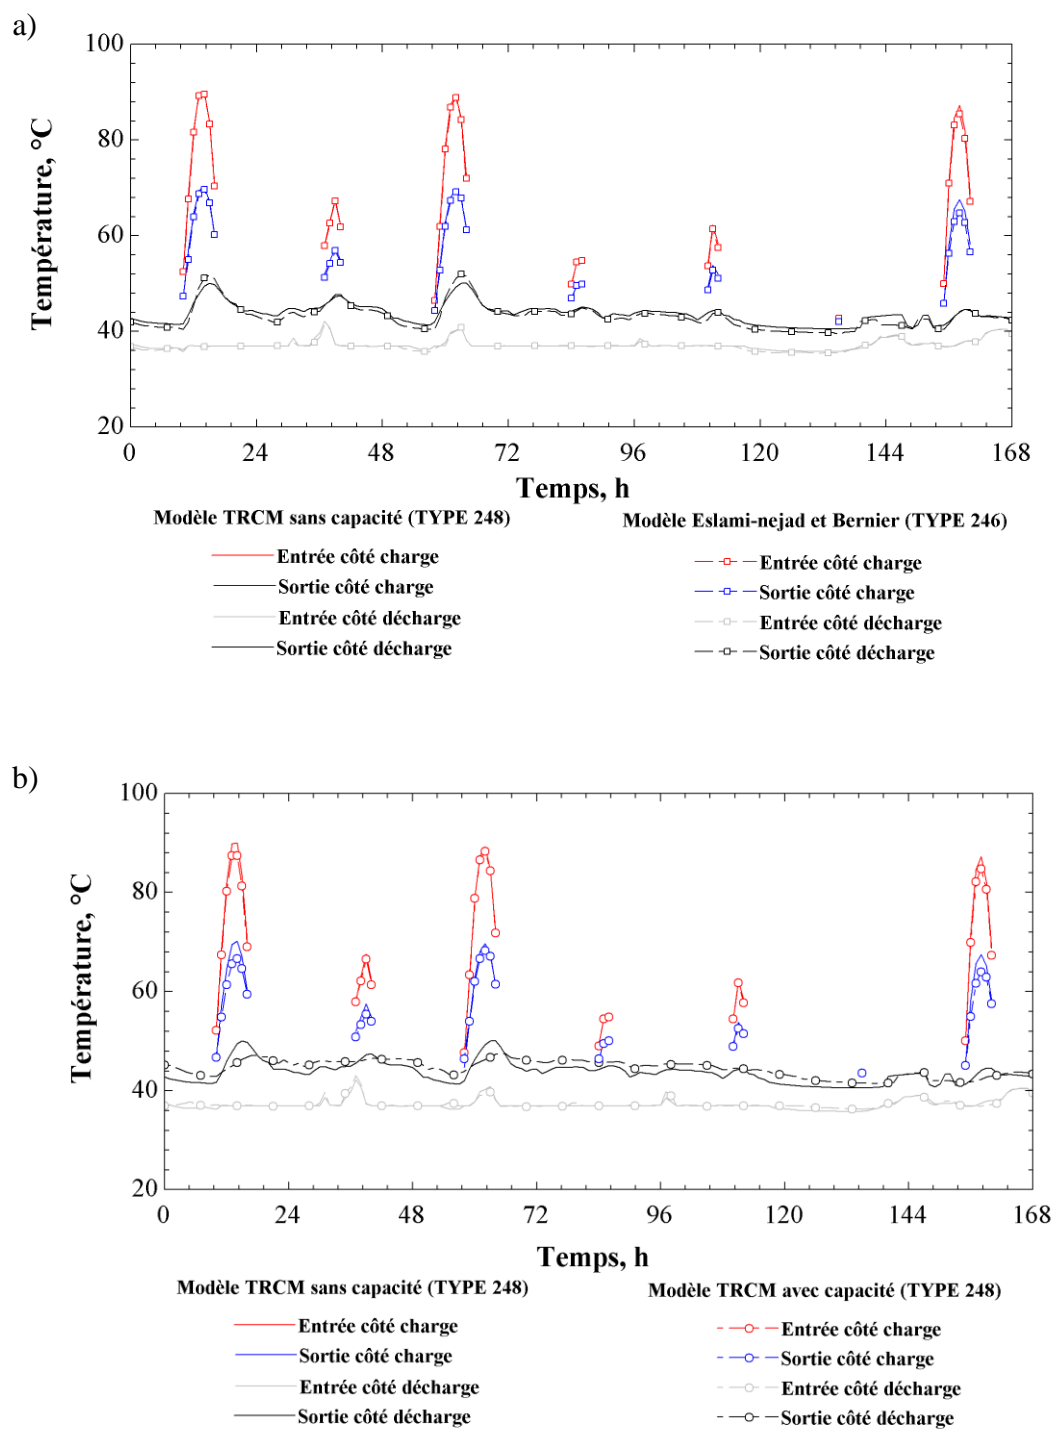 a)
100
80
60
40
20
Température, °C
0 24 48 72 96 120 144 168
Temps, h
Modèle TRCM sans capacité (TYPE 248)
Entrée côté charge
Sortie côté charge
Entrée côté décharge
Sortie côté décharge
Modèle Eslami-nejad et Bernier (TYPE 246)
Entrée côté charge
Sortie côté charge
Entrée côté décharge
Sortie côté décharge
b)
100
80
60
40
20
Température, °C
0 24 48 72 96 120 144 168
Temps, h
Modèle TRCM sans capacité (TYPE 248)
Entrée côté charge
Sortie côté charge
Entrée côté décharge
Sortie côté décharge
Modèle TRCM avec capacité (TYPE 248)
Entrée côté charge
Sortie côté charge
Entrée côté décharge
Sortie côté décharge